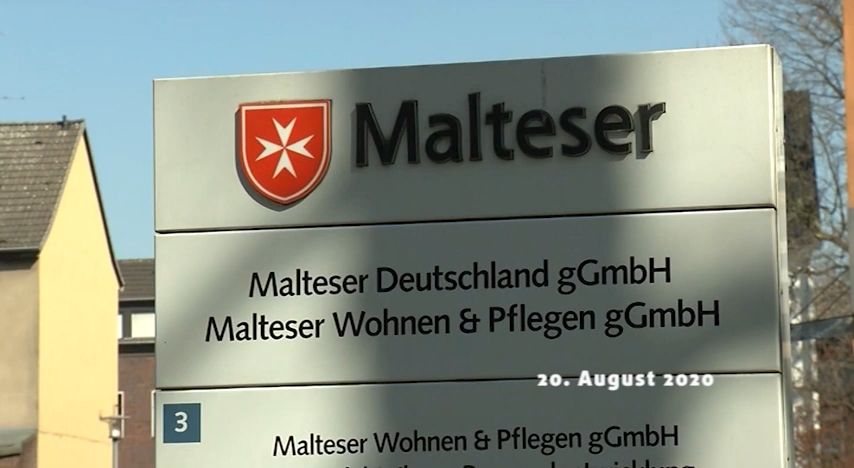 Malteser
Malteser Deutschland gGmbH
Malteser Wohnen & Pflegen gGmbH
20. August 2020
3
Malteser Wohnen & Pflegen gGmbH